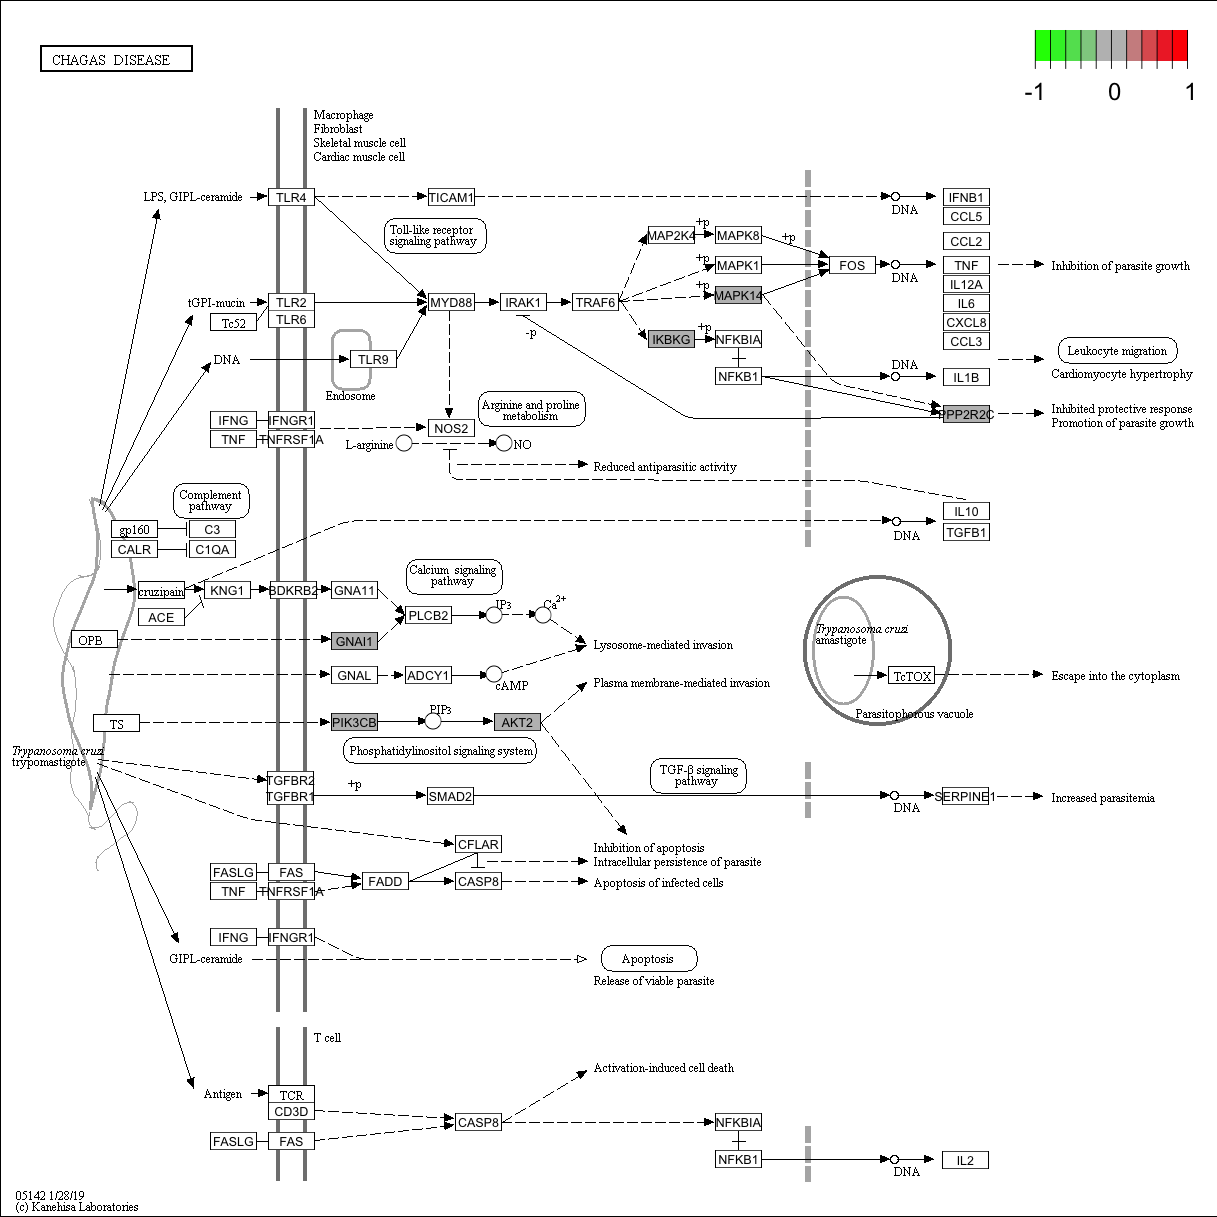 CHAGAS DISEASE
-1 0 1
Macrophage
Fibroblast
Skeletal muscle cell
Cardiac muscle cell
LPS, GIPL-ceramide
TLR4
TICAM1
DNA
IFNB1
CCL5
Toll-like receptor
signaling pathway
MAP2K4
+p
MAPK8
+p
CCL2
+p
MAPK1
FOS
DNA
TNF
Inhibition of parasite growth
+p
MAPK14
IL12A
IL6
CXCL8
CCL3
tGPI-mucin
TLR2
MYD88
IRAK1
TRAF6
Tc52
TLR6
-p
IKBKG
+p
NFKBIA
DNA
TLR9
Endosome
Leukocyte migration
Cardiomyocyte hypertrophy
NFKB1
DNA
IL1B
PPP2R2C
Inhibited protective response
Promotion of parasite growth
Arginine and proline
metabolism
IFNG
IFNGR1
TNF
TNFRSF1A
NOS2
L-arginine
NO
Reduced antiparasitic activity
Complement
pathway
gp160
C3
CALR
C1QA
IL10
TGFB1
DNA
Calcium signaling
pathway
cruzipain
KNG1
BDKRB2
GNA11
ACE
PLCB2
IP3
Ca2+
OPB
GNAI1
Lysosome-mediated invasion
Trypanosoma cruzi
amastigote
GNAL
ADCY1
cAMP
TcTOX
Escape into the cytoplasm
Parasitophorous vacuole
Plasma membrane-mediated invasion
TS
PIK3CB
PIP3
AKT2
Phosphatidylinositol signaling system
Trypanosoma cruzi
trypomastigote
TGF-β signaling
pathway
TGFBR2
TGFBR1
+p
SMAD2
DNA
SERPINE1
Increased parasitemia
CFLAR
Inhibition of apoptosis
Intracellular persistence of parasite
FASLG
FAS
FADD
CASP8
Apoptosis of infected cells
TNF
TNFRSF1A
IFNG
IFNGR1
GIPL-ceramide
Apoptosis
Release of viable parasite
T cell
Activation-induced cell death
Antigen
TCR
CD3D
CASP8
NFKBIA
FASLG
FAS
NFKB1
DNA
IL2
05142 1/28/19
(c) Kanehisa Laboratories